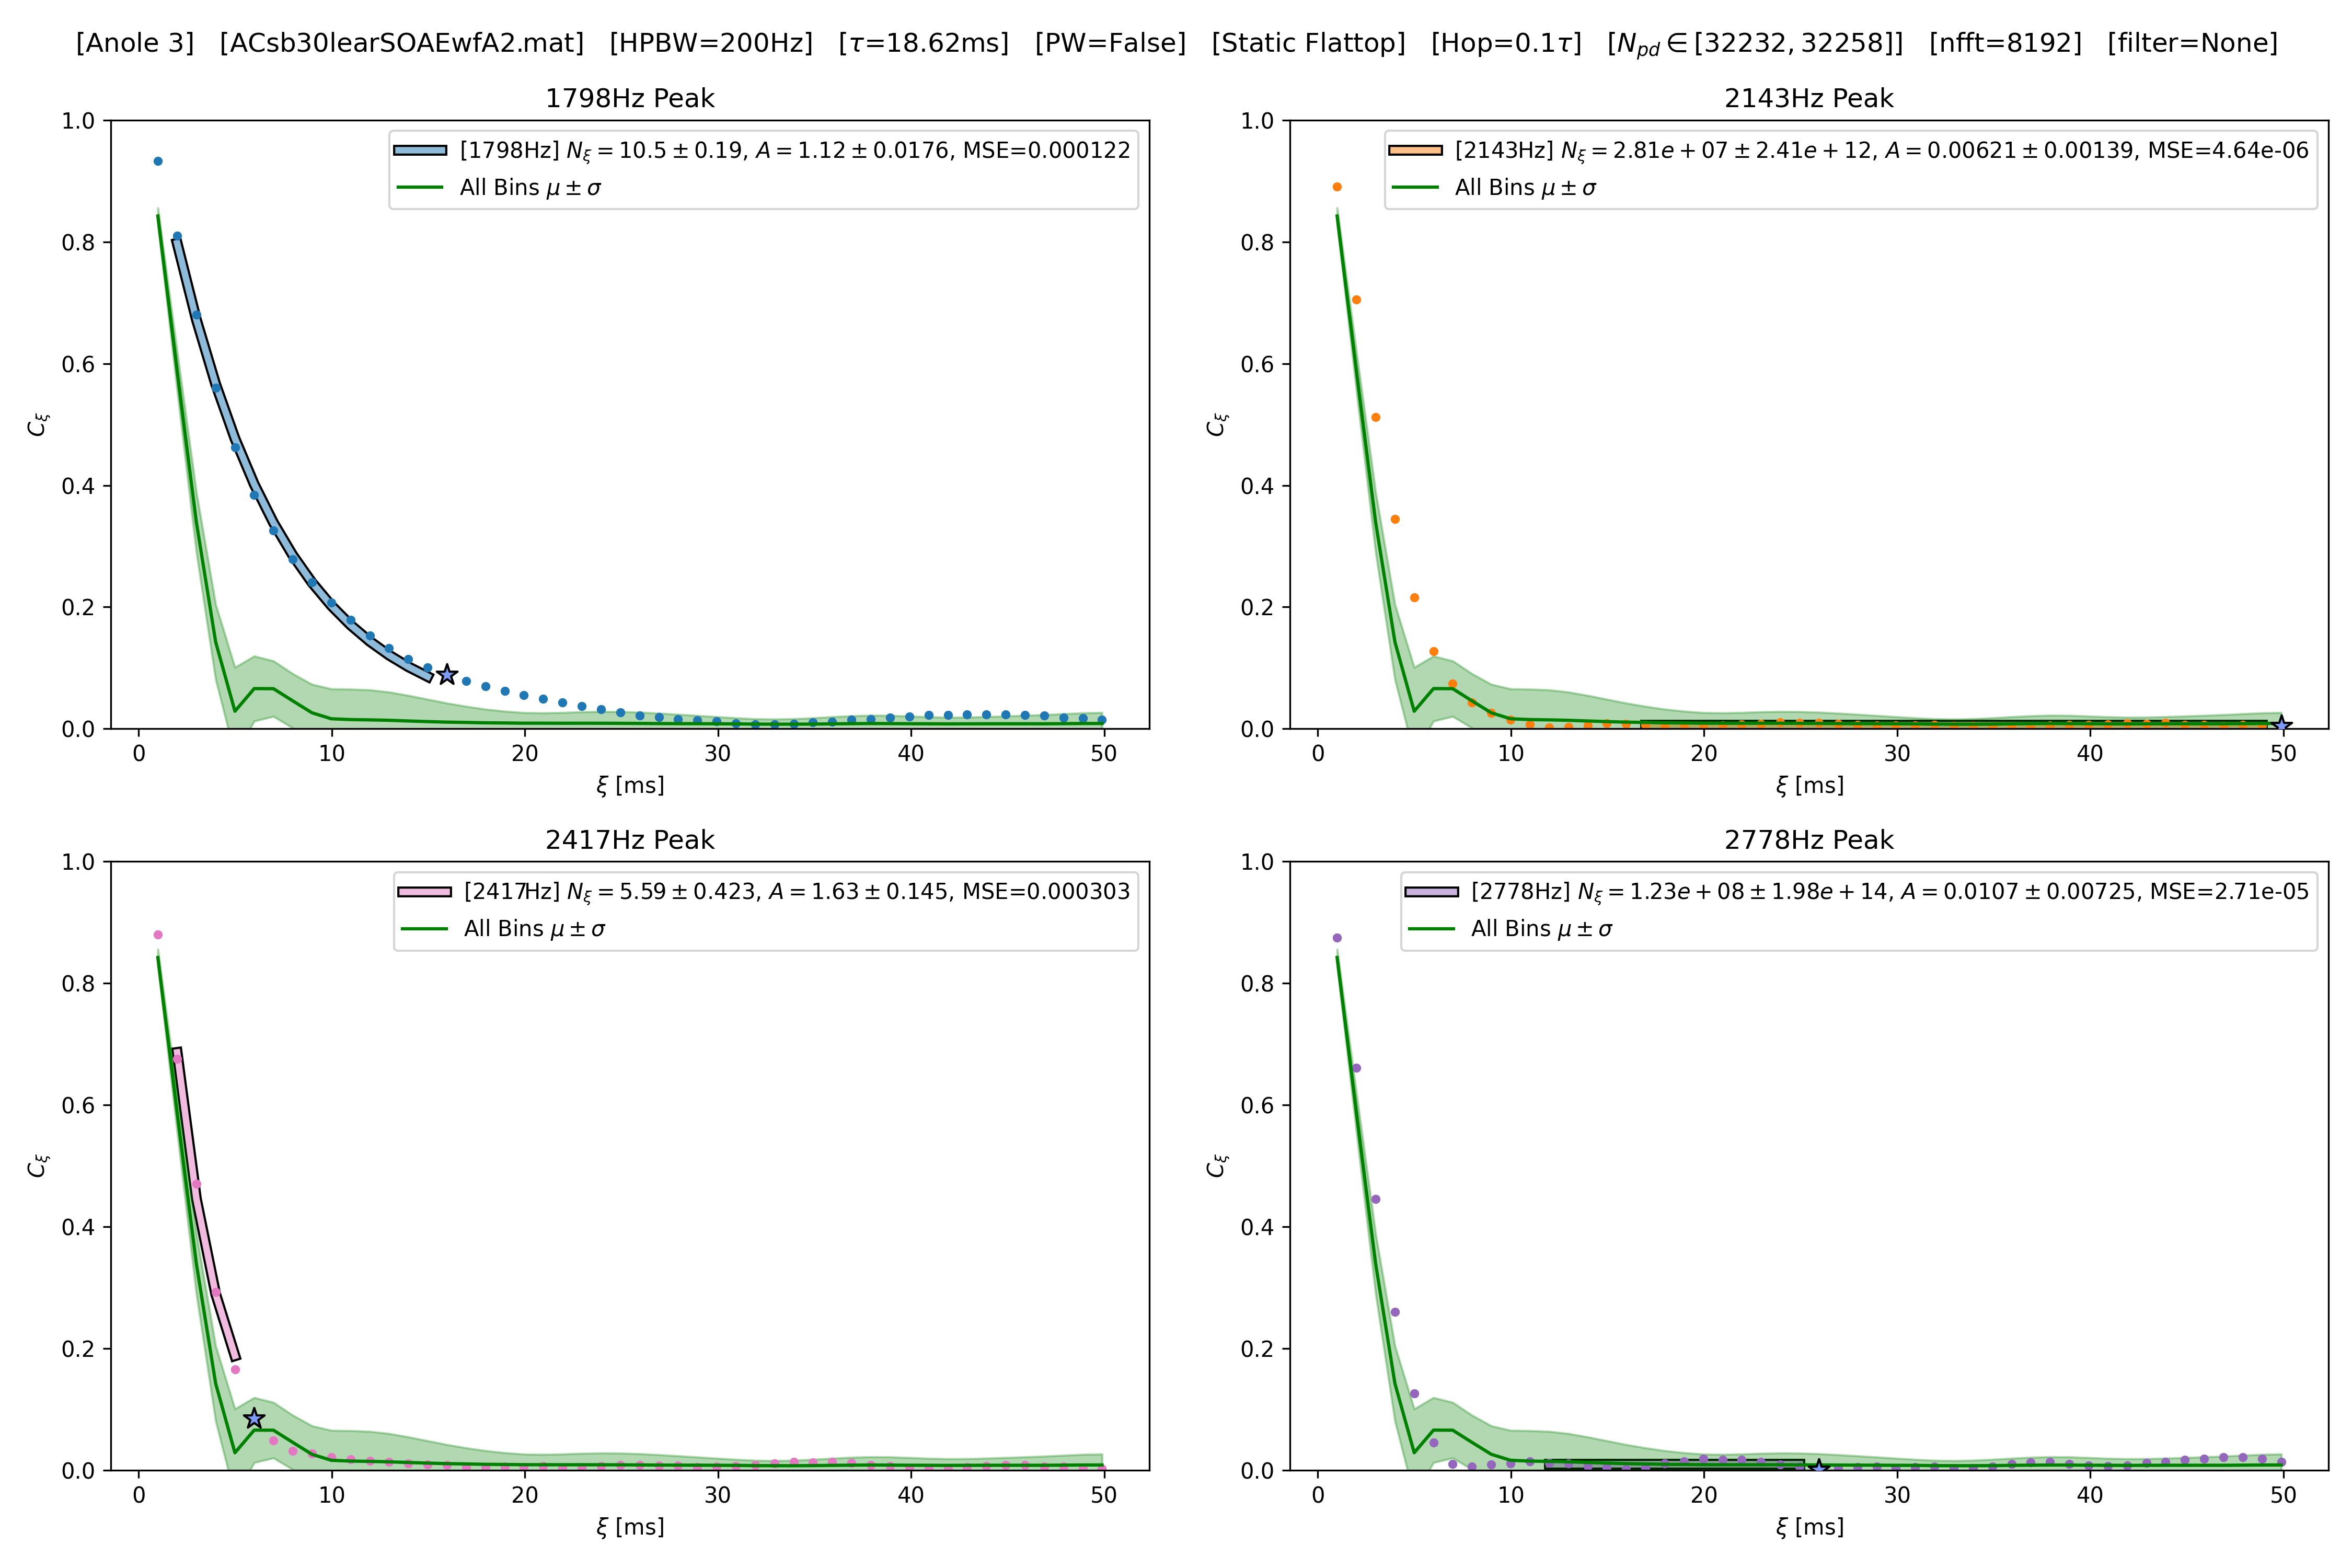 [Anole 3] [ACsb30learSOAEwfA2.mat] [HPBW=200Hz] [τ=18.62ms] [PW=False] [Static Flattop] [Hop=0.1τ] [N_pd ∈ [32232, 32258]] [nfft=8192] [filter=None]
1798Hz Peak
[1798Hz] N_ξ = 10.5 ± 0.19, A = 1.12 ± 0.0176, MSE=0.000122
All Bins μ ± σ
1.0
0.8
0.6
0.4
0.2
0.0
C_ξ
0 10 20 30 40 50
ξ [ms]
2143Hz Peak
[2143Hz] N_ξ = 2.81e + 07 ± 2.41e + 12, A = 0.00621 ± 0.00139, MSE=4.64e-06
All Bins μ ± σ
1.0
0.8
0.6
0.4
0.2
0.0
C_ξ
0 10 20 30 40 50
ξ [ms]
2417Hz Peak
[2417Hz] N_ξ = 5.59 ± 0.423, A = 1.63 ± 0.145, MSE=0.000303
All Bins μ ± σ
1.0
0.8
0.6
0.4
0.2
0.0
C_ξ
0 10 20 30 40 50
ξ [ms]
2778Hz Peak
[2778Hz] N_ξ = 1.23e + 08 ± 1.98e + 14, A = 0.0107 ± 0.00725, MSE=2.71e-05
All Bins μ ± σ
1.0
0.8
0.6
0.4
0.2
0.0
C_ξ
0 10 20 30 40 50
ξ [ms]